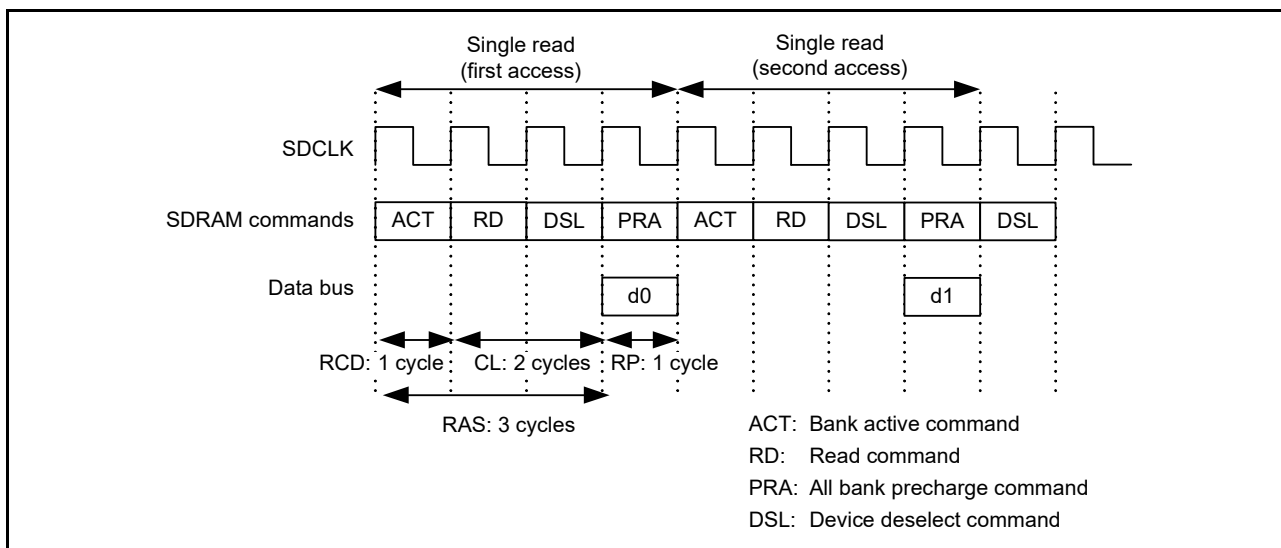 Single read
(first access)
Single read
(second access)
SDCLK
SDRAM commands
ACT RD DSL PRA ACT RD DSL PRA DSL
Data bus
d0 d1
RCD: 1 cycle CL: 2 cycles RP: 1 cycle
RAS: 3 cycles
ACT: Bank active command
RD: Read command
PRA: All bank precharge command
DSL: Device deselect command